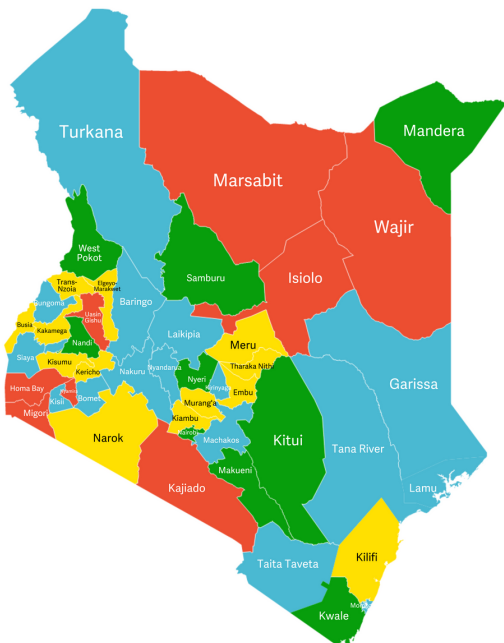 Turkana
Mandera
Marsabit
Wajir
West
Pokot
Samburu
Isiolo
Trans-
Nzoia
Elgeyo-
Marakwet
Bungoma
Baringo
Uasin
Gishu
Busia
Kakamega
Laikipia
Nandi
Meru
Siaya
Kisumu
Kericho
Nakuru
Nyandarua
Tharaka Nithi
Nyeri
Kirinyaga
Embu
Garissa
Homa Bay
Kisii
Bomet
Murang'a
Migori
Kiambu
Nairobi
Narok
Machakos
Kitui
Tana River
Makueni
Kajiado
Lamu
Taita Taveta
Kilifi
Kwale